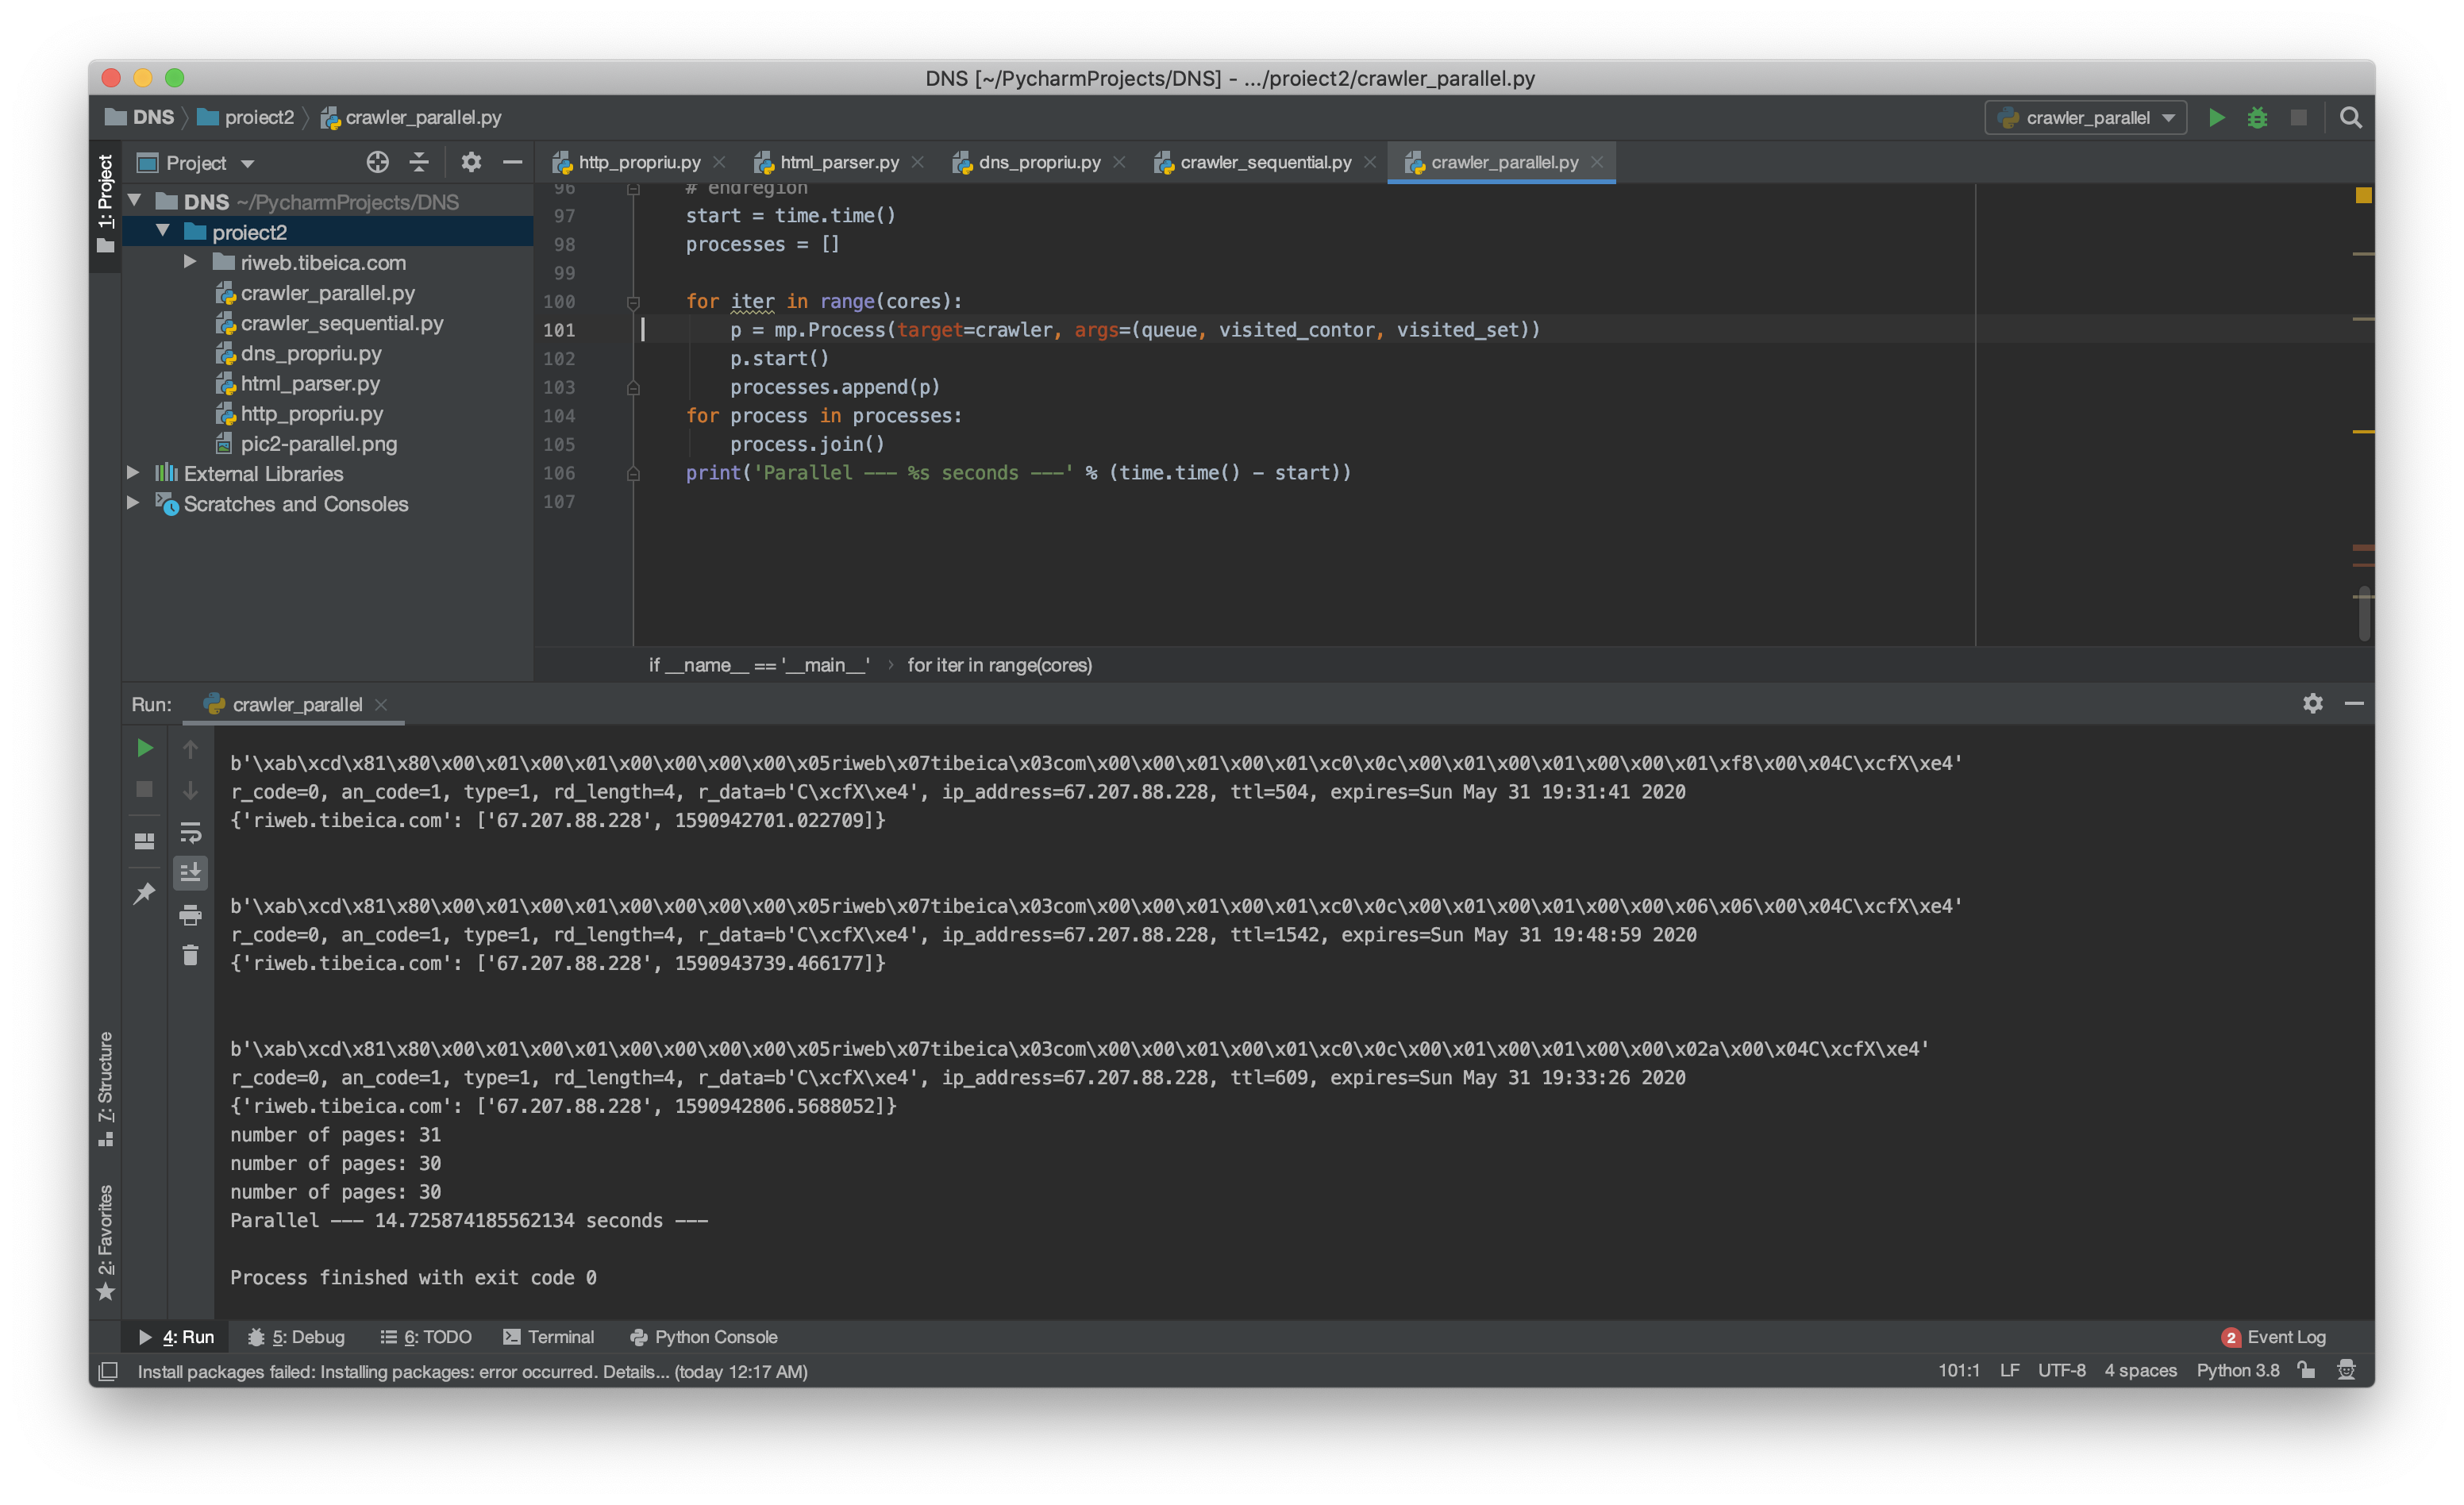 DNS [~/PycharmProjects/DNS] - .../proiect2/crawler_parallel.py
DNS proiect2 crawler_parallel.py
crawler_parallel
1: Project
Project
http_propriu.py html_parser.py dns_propriu.py crawler_sequential.py crawler_parallel.py
DNS ~/PycharmProjects/DNS
proiect2
riweb.tibeica.com
crawler_parallel.py
crawler_sequential.py
dns_propriu.py
html_parser.py
http_propriu.py
pic2-parallel.png
External Libraries
Scratches and Consoles
96 # endregion
97 start = time.time()
98 processes = []
99
100 for iter in range(cores):
101 p = mp.Process(target=crawler, args=(queue, visited_contor, visited_set))
102 p.start()
103 processes.append(p)
104 for process in processes:
105 process.join()
106 print('Parallel --- %s seconds ---' % (time.time() - start))
107
if __name__ == '__main__' › for iter in range(cores)
Run: crawler_parallel
b'\xab\xcd\x81\x80\x00\x01\x00\x01\x00\x00\x00\x00\x05riweb\x07tibeica\x03com\x00\x00\x01\x00\x01\xc0\x0c\x00\x01\x00\x01\x00\x00\x01\xf8\x00\x04C\xcfX\xe4'
r_code=0, an_code=1, type=1, rd_length=4, r_data=b'C\xcfX\xe4', ip_address=67.207.88.228, ttl=504, expires=Sun May 31 19:31:41 2020
{'riweb.tibeica.com': ['67.207.88.228', 1590942701.022709]}
b'\xab\xcd\x81\x80\x00\x01\x00\x01\x00\x00\x00\x00\x05riweb\x07tibeica\x03com\x00\x00\x01\x00\x01\xc0\x0c\x00\x01\x00\x01\x00\x00\x06\x06\x00\x04C\xcfX\xe4'
r_code=0, an_code=1, type=1, rd_length=4, r_data=b'C\xcfX\xe4', ip_address=67.207.88.228, ttl=1542, expires=Sun May 31 19:48:59 2020
{'riweb.tibeica.com': ['67.207.88.228', 1590943739.466177]}
b'\xab\xcd\x81\x80\x00\x01\x00\x01\x00\x00\x00\x00\x05riweb\x07tibeica\x03com\x00\x00\x01\x00\x01\xc0\x0c\x00\x01\x00\x01\x00\x00\x02a\x00\x04C\xcfX\xe4'
r_code=0, an_code=1, type=1, rd_length=4, r_data=b'C\xcfX\xe4', ip_address=67.207.88.228, ttl=609, expires=Sun May 31 19:33:26 2020
{'riweb.tibeica.com': ['67.207.88.228', 1590942806.5688052]}
number of pages: 31
number of pages: 30
number of pages: 30
Parallel --- 14.725874185562134 seconds ---
Process finished with exit code 0
7: Structure
2: Favorites
4: Run 5: Debug 6: TODO Terminal Python Console 2 Event Log
Install packages failed: Installing packages: error occurred. Details... (today 12:17 AM) 101:1 LF UTF-8 4 spaces Python 3.8